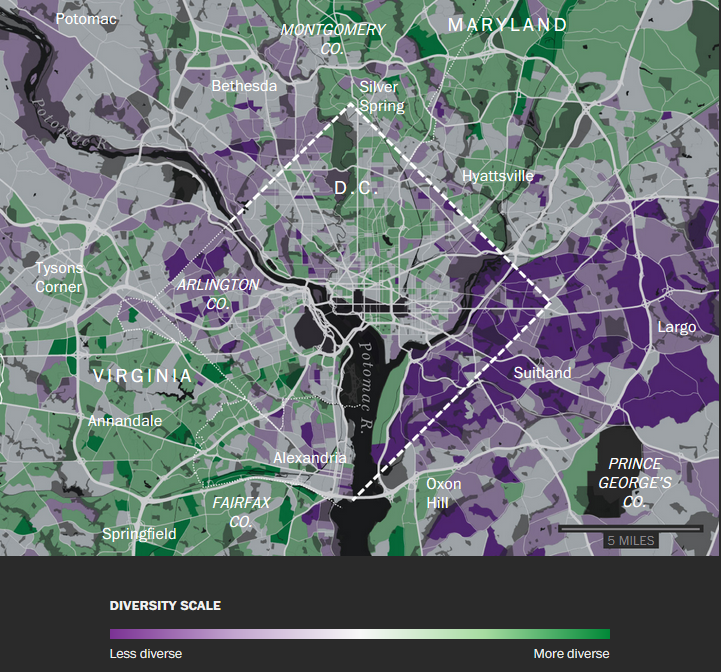 Potomac
MONTGOMERY
CO.
MARYLAND
Bethesda
Silver
Spring
Potomac R.
D.C.
Hyattsville
Tysons
Corner
ARLINGTON
CO.
Largo
VIRGINIA
Potomac R.
Suitland
Annandale
Alexandria
PRINCE
GEORGE'S
CO.
Oxon
Hill
FAIRFAX
CO.
Springfield
5 MILES
DIVERSITY SCALE
Less diverse
More diverse